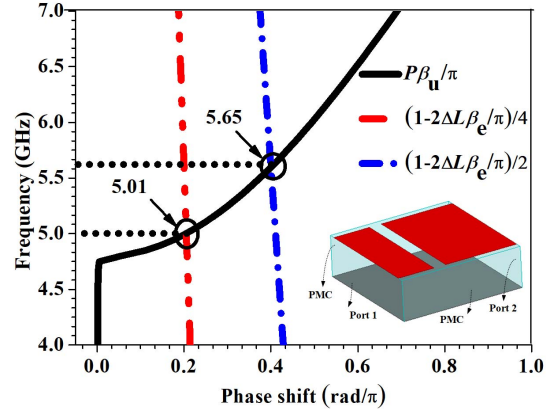 7.0
6.5
6.0
5.5
5.0
4.5
4.0
Frequency (GHz)
0.0
0.2
0.4
0.6
0.8
1.0
Phase shift (rad/π)
Pβu/π
(1-2ΔLβe/π)/4
(1-2ΔLβe/π)/2
5.65
5.01
PMC
Port 1
PMC
Port 2